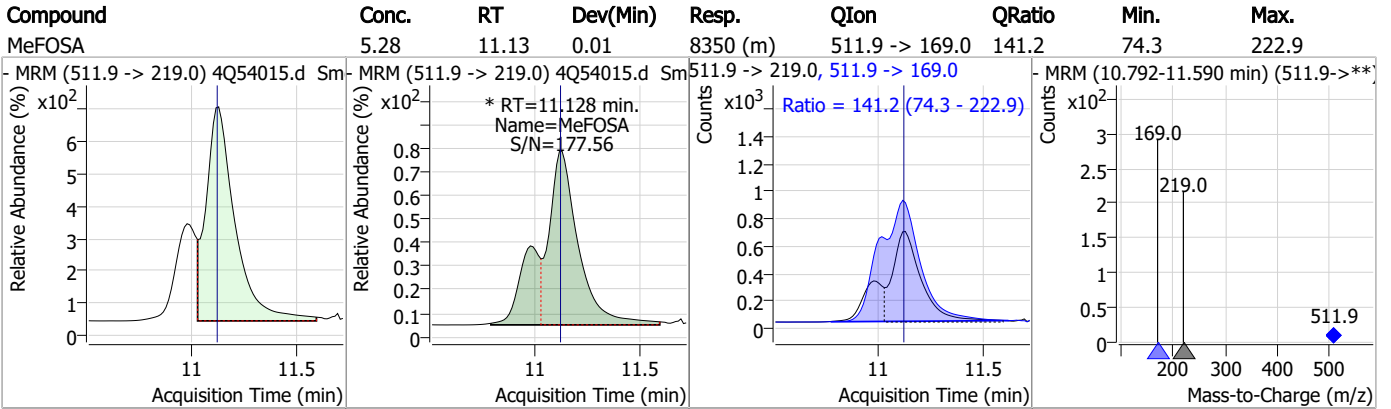 Compound Conc. RT Dev(Min) Resp. QIon QRatio Min. Max.
MeFOSA 5.28 11.13 0.01 8350 (m) 511.9 -> 169.0 141.2 74.3 222.9
- MRM (511.9 -> 219.0) 4Q54015.d Sm
Relative Abundance (%)
x10²
6
5
4
3
2
1
0
11 11.5
Acquisition Time (min)
- MRM (511.9 -> 219.0) 4Q54015.d Sm
Relative Abundance (%)
x10²
* RT=11.128 min.
Name=MeFOSA
S/N=177.56
0.8
0.7
0.6
0.5
0.4
0.3
0.2
0.1
0
11 11.5
Acquisition Time (min)
511.9 -> 219.0, 511.9 -> 169.0
Counts
x10³
Ratio = 141.2 (74.3 - 222.9)
1.4
1.2
1
0.8
0.6
0.4
0.2
0
11 11.5
Acquisition Time (min)
- MRM (10.792-11.590 min) (511.9->**)
Counts
x10²
3
2.5
2
1.5
1
0.5
0
169.0
219.0
511.9
200 300 400 500
Mass-to-Charge (m/z)